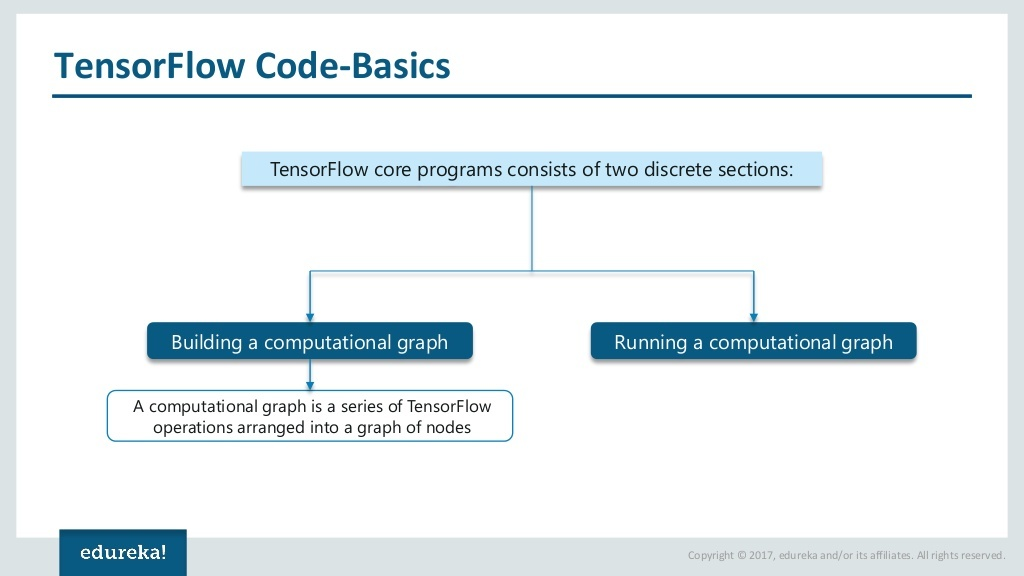 TensorFlow Code-Basics
TensorFlow core programs consists of two discrete sections:
Building a computational graph
Running a computational graph
A computational graph is a series of TensorFlow
operations arranged into a graph of nodes
edureka!
Copyright © 2017, edureka and/or its affiliates. All rights reserved.